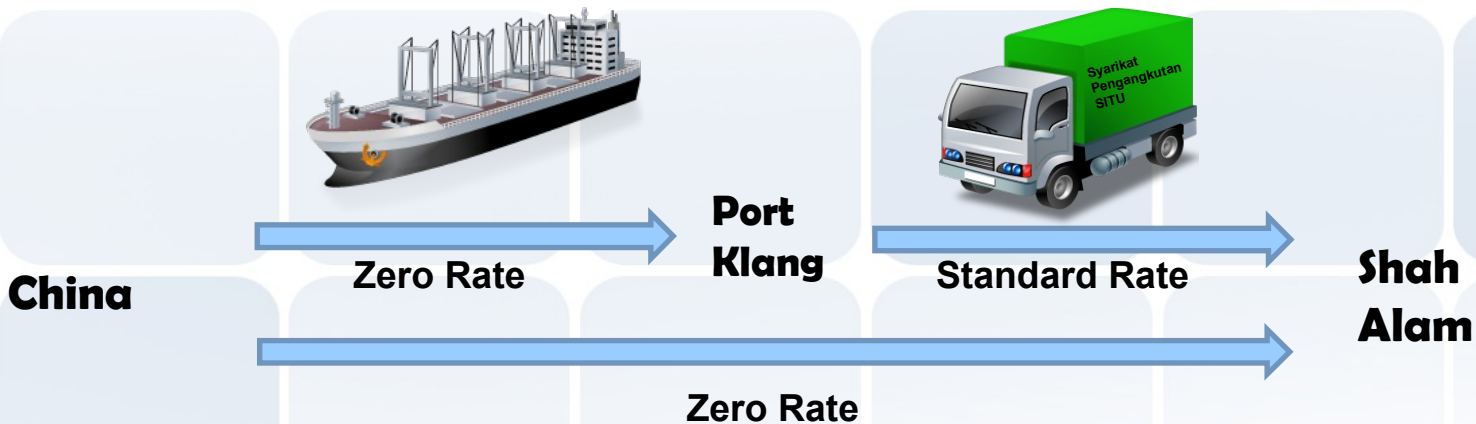 Syarikat
Pengangkutan
SITU
Port
Klang
Zero Rate
Standard Rate
China
Shah
Alam
Zero Rate